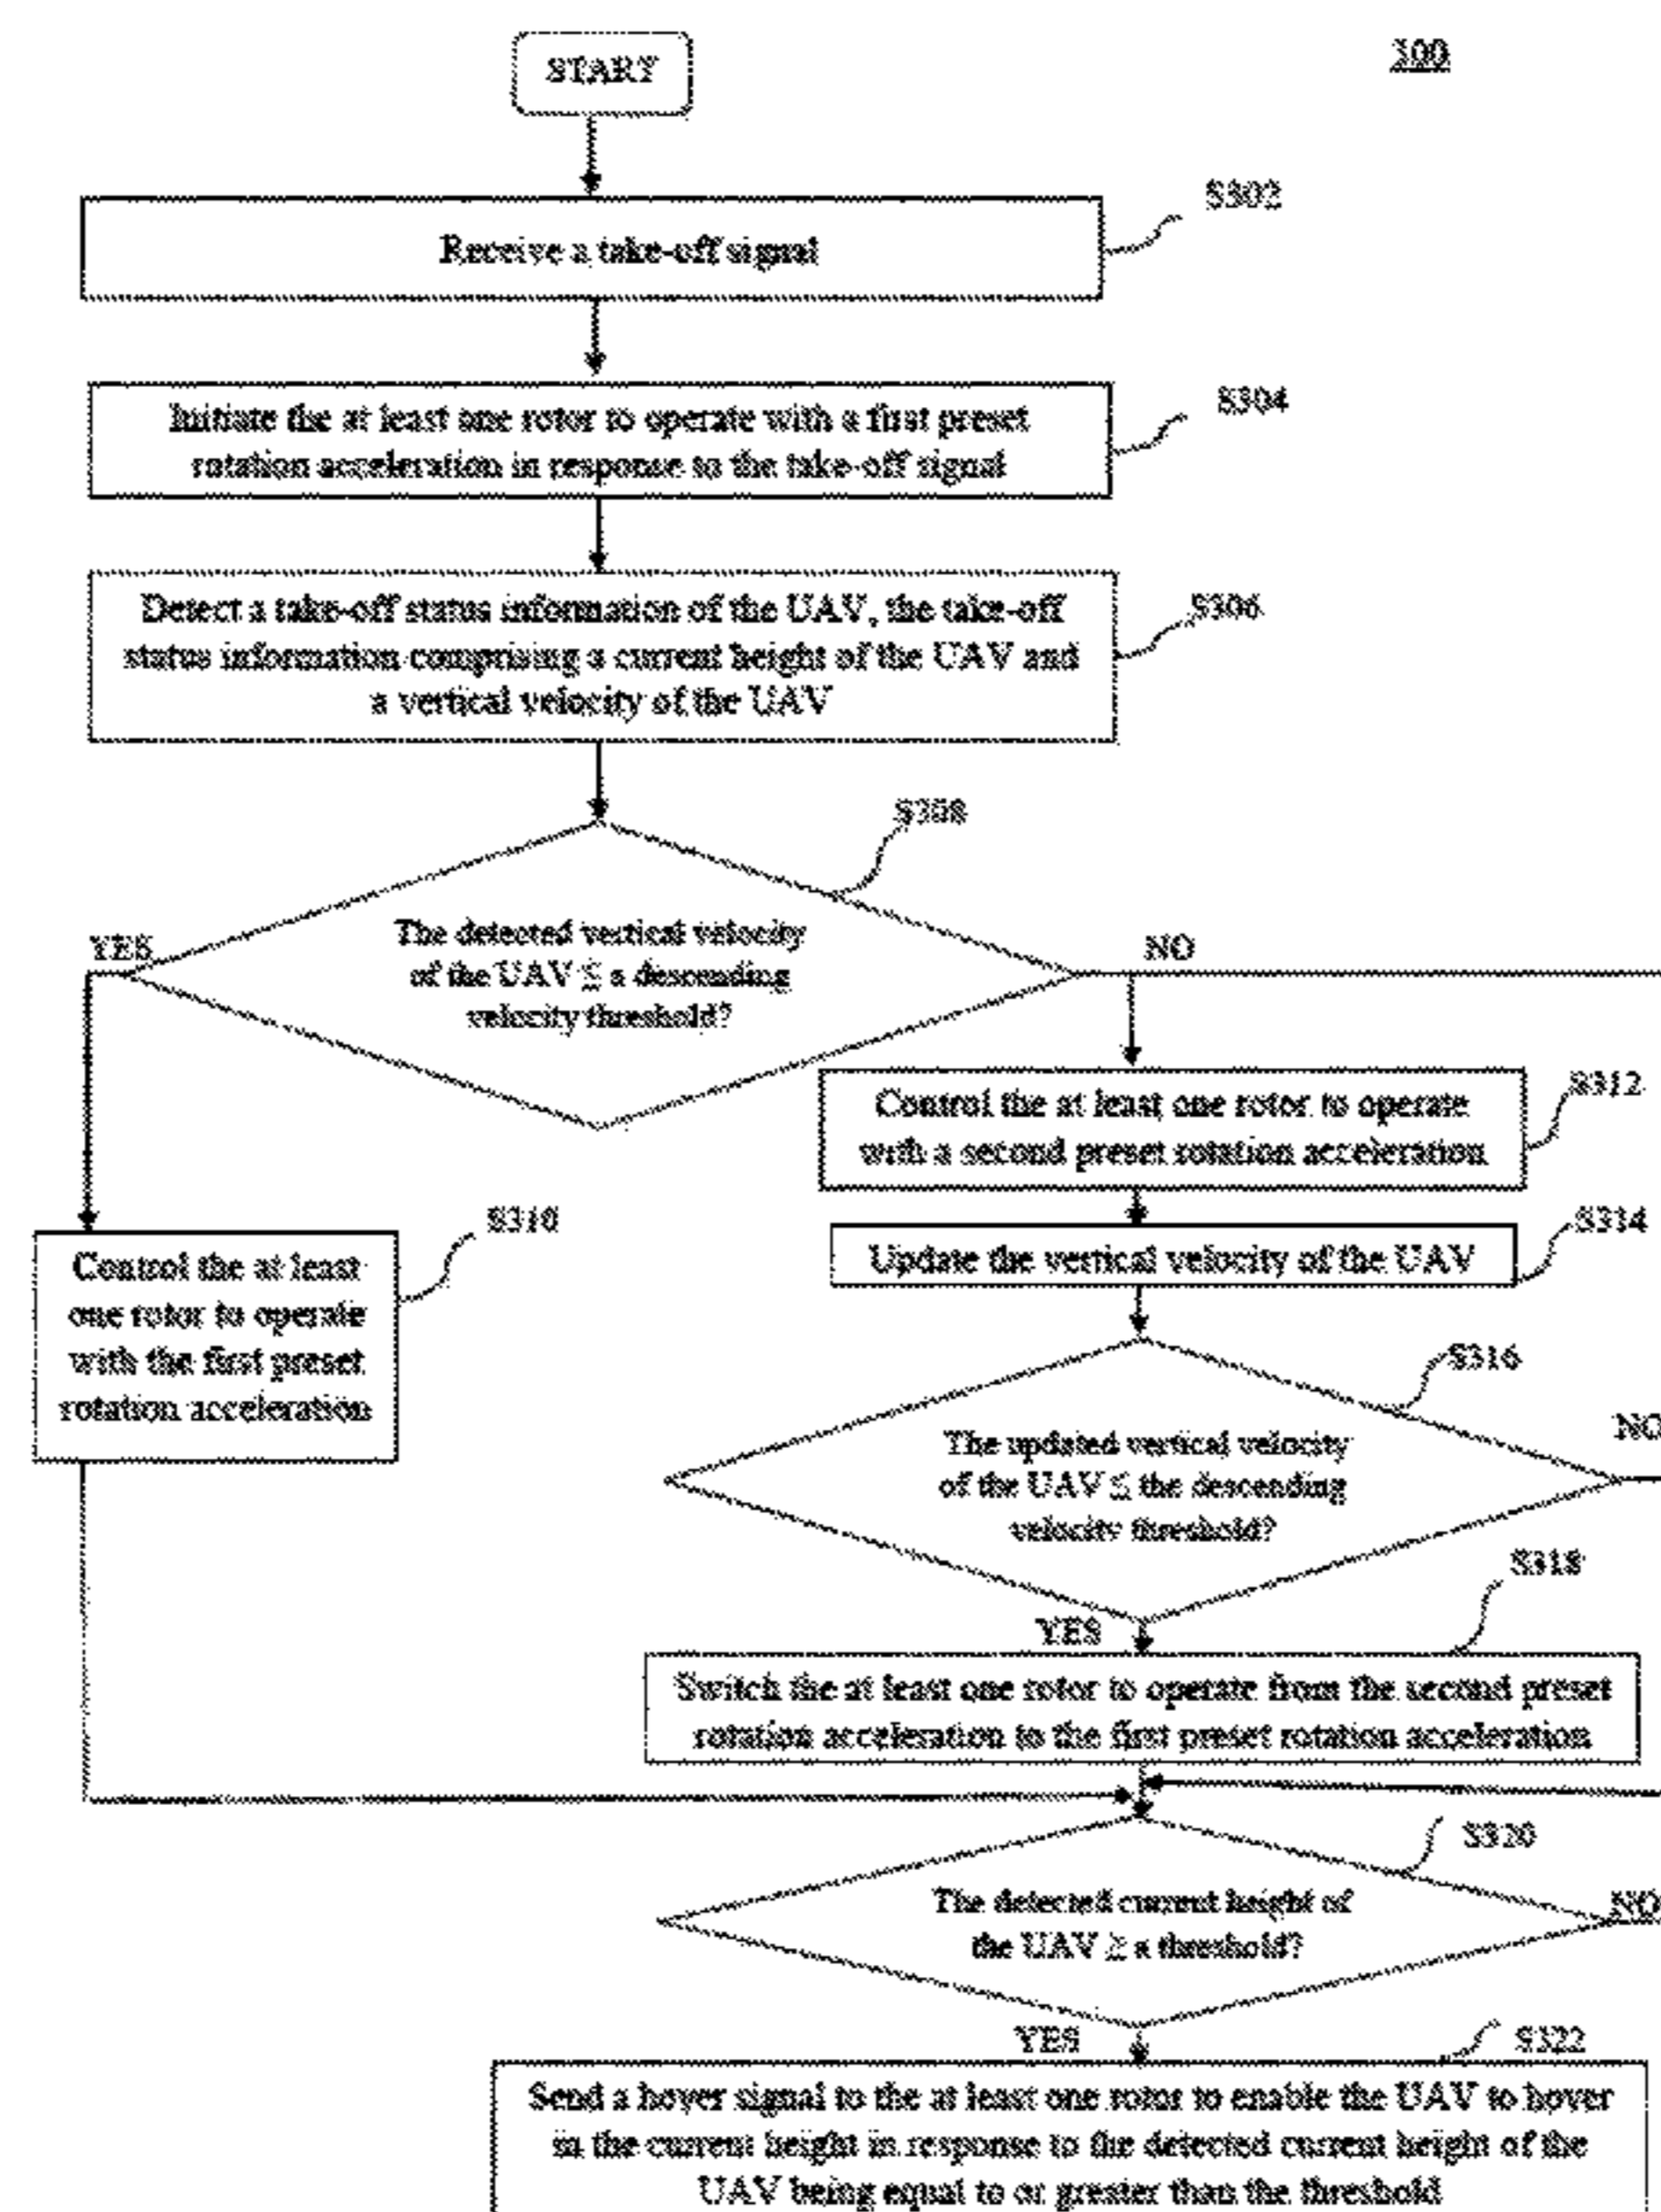 300
START
S302
Receive a take-off signal
S304
Initiate the at least one rotor to operate with a first preset
rotation acceleration in response to the take-off signal
S306
Detect a take-off status information of the UAV, the take-off
status information comprising a current height of the UAV and
a vertical velocity of the UAV
S308
The detected vertical velocity
of the UAV ≦ a descending
velocity threshold?
YES
NO
S312
Control the at least one rotor to operate
with a second preset rotation acceleration
S310
Control the at least
one rotor to operate
with the first preset
rotation acceleration
S314
Update the vertical velocity of the UAV
S316
The updated vertical velocity
of the UAV ≦ the descending
velocity threshold?
NO
YES
S318
Switch the at least one rotor to operate from the second preset
rotation acceleration to the first preset rotation acceleration
S320
The detected current height of
the UAV ≧ a threshold?
NO
YES
S322
Send a hover signal to the at least one rotor to enable the UAV to hover
in the current height in response to the detected current height of the
UAV being equal to or greater than the threshold